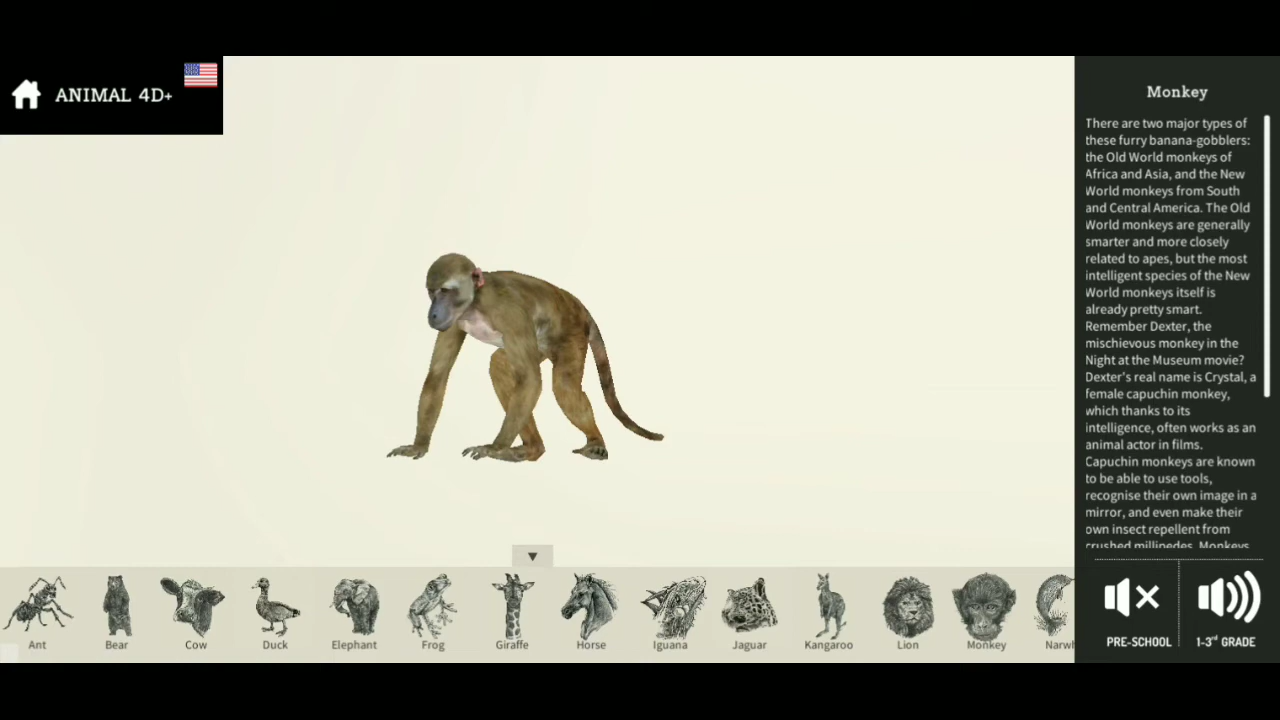 ANIMAL 4D+
Monkey
There are two major types of
these furry banana-gobblers:
the Old World monkeys of
Africa and Asia, and the New
World monkeys from South
and Central America. The Old
World monkeys are generally
smarter and more closely
related to apes, but the most
intelligent species of the New
World monkeys itself is
already pretty smart.
Remember Dexter, the
mischievous monkey in the
Night at the Museum movie?
Dexter's real name is Crystal, a
female capuchin monkey,
which thanks to its
intelligence, often works as an
animal actor in films.
Capuchin monkeys are known
to be able to use tools,
recognise their own image in a
mirror, and even make their
own insect repellent from
crushed millipedes. Monkeys
Ant
Bear
Cow
Duck
Elephant
Frog
Giraffe
Horse
Iguana
Jaguar
Kangaroo
Lion
Monkey
Narwh
PRE-SCHOOL
1-3rd GRADE